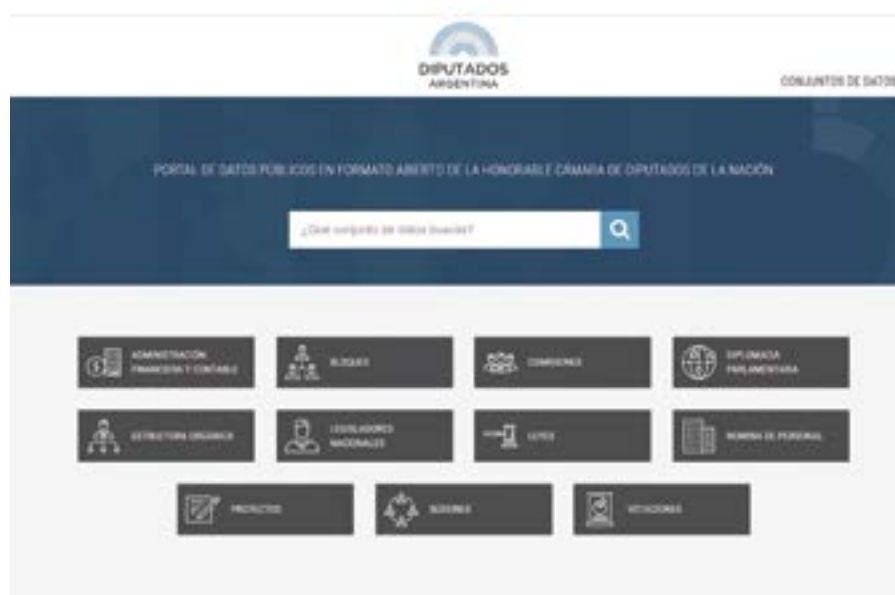 DIPUTADOS
ARGENTINA
CONJUNTOS DE DATOS
PORTAL DE DATOS PÚBLICOS EN FORMATO ABIERTO DE LA HONORABLE CÁMARA DE DIPUTADOS DE LA NACIÓN
¿Qué conjunto de datos buscás?
ADMINISTRACIÓN
FINANCIERA Y CONTABLE
BLOQUES
COMISIONES
DIPLOMACIA
PARLAMENTARIA
ESTRUCTURA ORGÁNICA
LEGISLADORES
NACIONALES
LEYES
NOMINA DE PERSONAL
PROYECTOS
SESIONES
VOTACIONES